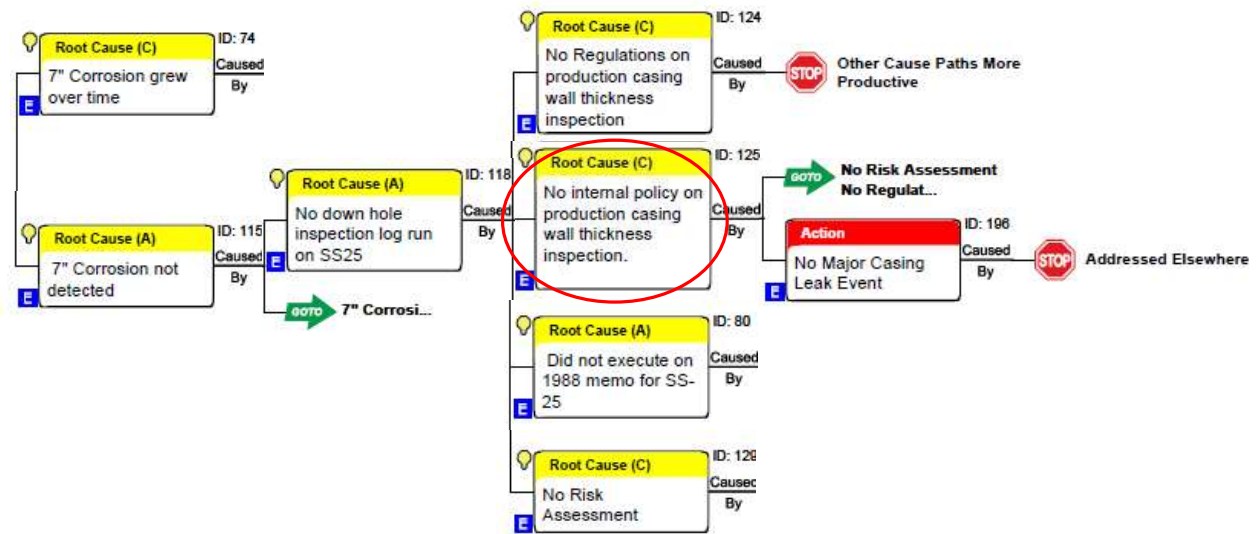 Root Cause (C)
ID: 74
7" Corrosion grew
over time
Caused
By
E
Root Cause (A)
ID: 115
7" Corrosion not
detected
Caused
By
E
Root Cause (A)
ID: 118
No down hole
inspection log run
on SS25
Caused
By
E
GOTO
7" Corrosi...
Root Cause (C)
ID: 124
No Regulations on
production casing
wall thickness
inspection
Caused
By
E
STOP
Other Cause Paths More
Productive
Root Cause (C)
ID: 125
No internal policy on
production casing
wall thickness
inspection.
Caused
By
E
GOTO
No Risk Assessment
No Regulat...
Action
ID: 196
No Major Casing
Leak Event
Caused
By
E
STOP
Addressed Elsewhere
Root Cause (A)
ID: 80
Did not execute on
1988 memo for SS-
25
Caused
By
E
Root Cause (C)
ID: 129
No Risk
Assessment
Caused
By
E